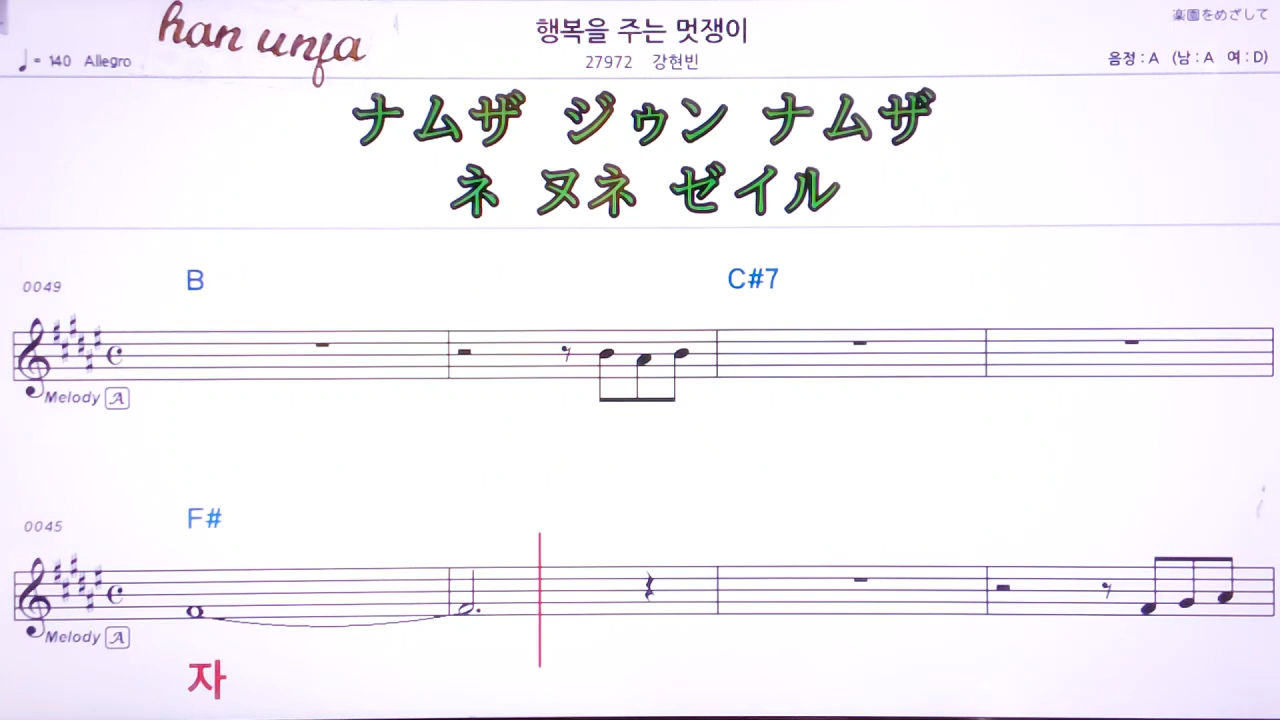 han unfa
행복을 주는 멋쟁이
楽園をめざして
♩= 140 Allegro
27972 강현빈
음정 : A (남 : A 여 : D)
ナムザ ジゥン ナムザ
ネ ヌネ ゼイル
0049
B
C#7
Melody A
0045
F#
Melody A
자